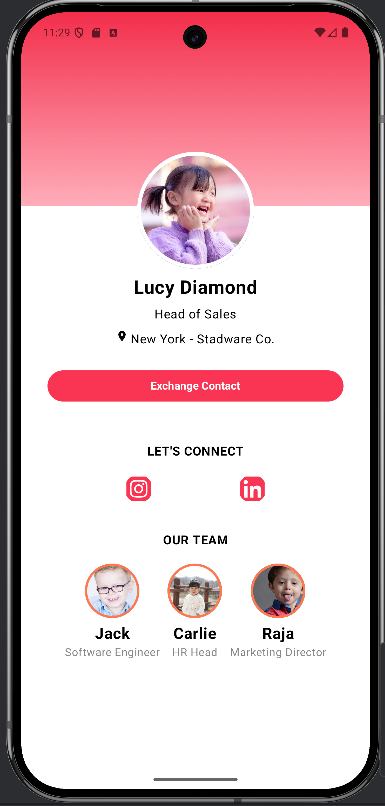 11:29
Lucy Diamond
Head of Sales
New York - Stadware Co.
Exchange Contact
LET'S CONNECT
in
OUR TEAM
Jack Carlie Raja
Software Engineer HR Head Marketing Director